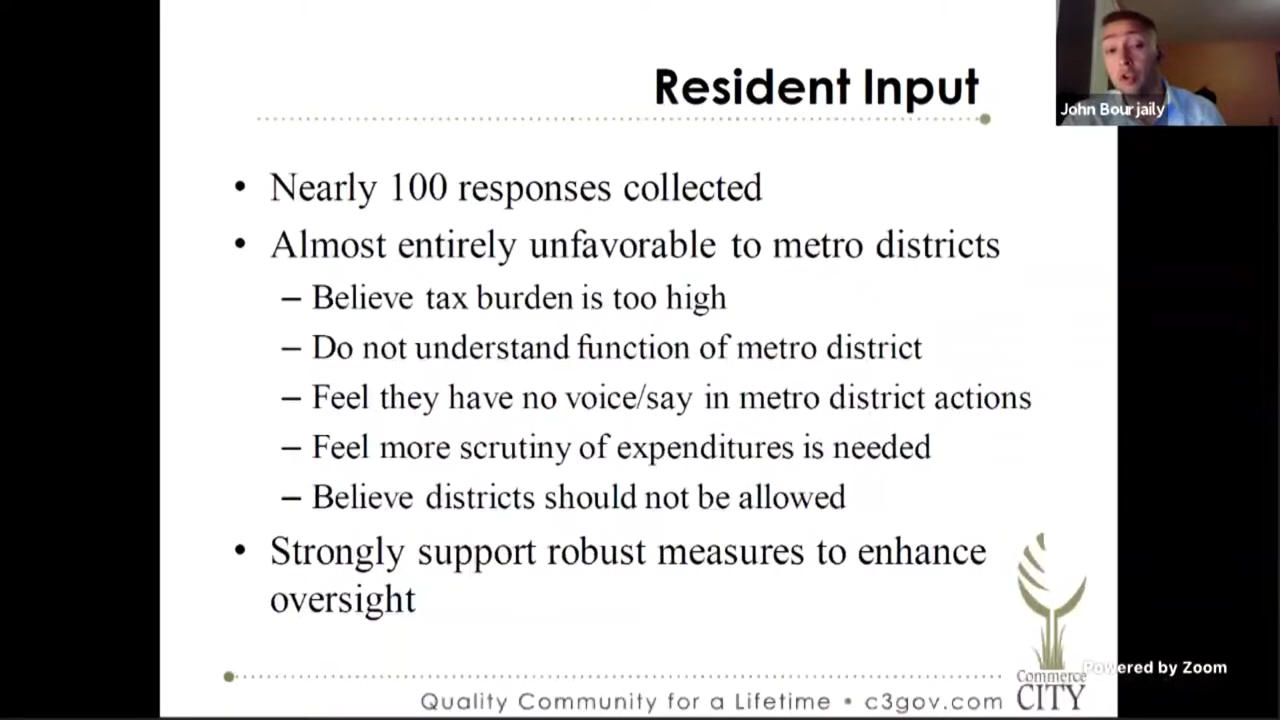 Resident Input
John Bourjaily
• Nearly 100 responses collected
• Almost entirely unfavorable to metro districts
– Believe tax burden is too high
– Do not understand function of metro district
– Feel they have no voice/say in metro district actions
– Feel more scrutiny of expenditures is needed
– Believe districts should not be allowed
• Strongly support robust measures to enhance
oversight
Powered by Zoom
Commerce
CITY
Quality Community for a Lifetime • c3gov.com